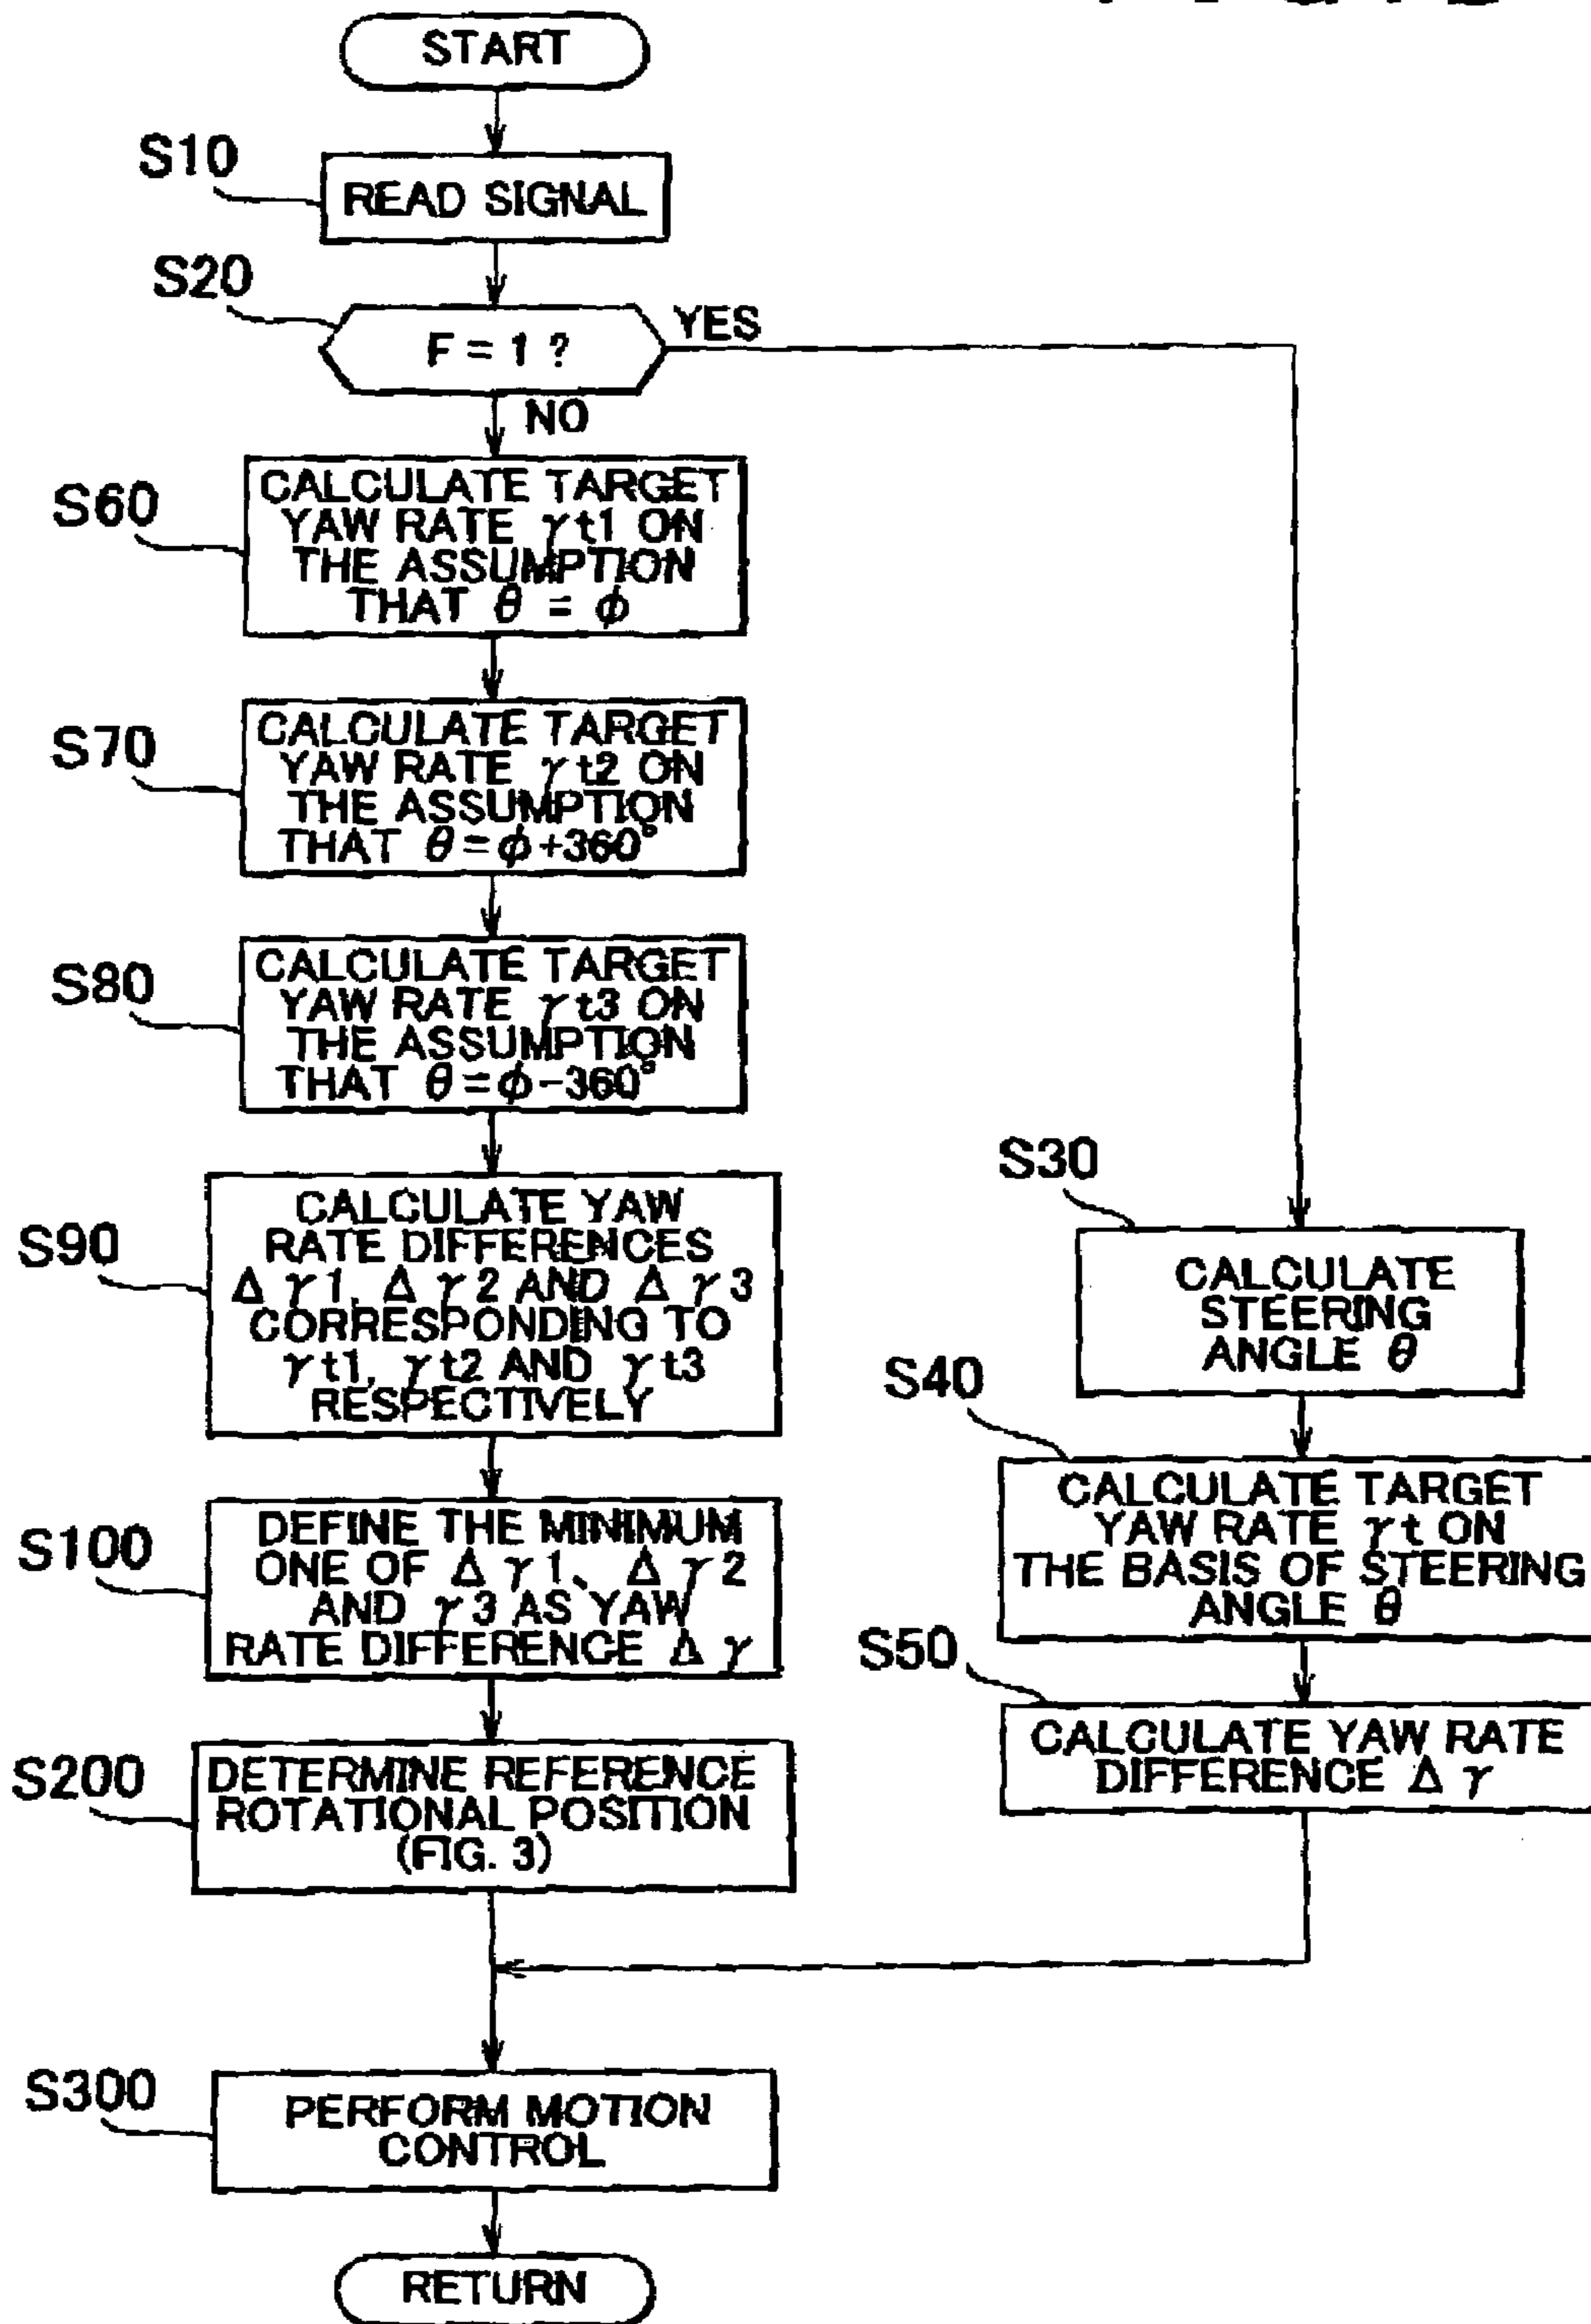 START
S10
READ SIGNAL
S20
F = 1 ?
YES
NO
S60
CALCULATE TARGET
YAW RATE γt1 ON
THE ASSUMPTION
THAT θ = ϕ
S70
CALCULATE TARGET
YAW RATE γt2 ON
THE ASSUMPTION
THAT θ=ϕ+360°
S80
CALCULATE TARGET
YAW RATE γt3 ON
THE ASSUMPTION
THAT θ=ϕ-360°
S90
CALCULATE YAW
RATE DIFFERENCES
Δγ1, Δγ2 AND Δγ3
CORRESPONDING TO
γt1, γt2 AND γt3
RESPECTIVELY
S100
DEFINE THE MINIMUM
ONE OF Δγ1, Δγ2
AND γ3 AS YAW
RATE DIFFERENCE Δγ
S200
DETERMINE REFERENCE
ROTATIONAL POSITION
(FIG. 3)
S30
CALCULATE
STEERING
ANGLE θ
S40
CALCULATE TARGET
YAW RATE γt ON
THE BASIS OF STEERING
ANGLE θ
S50
CALCULATE YAW RATE
DIFFERENCE Δγ
S300
PERFORM MOTION
CONTROL
RETURN